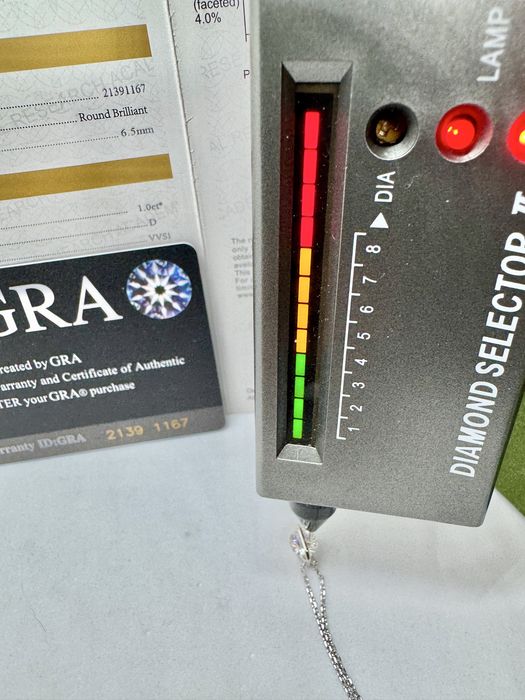 (faceted)
4.0%
21391167
Round Brilliant
6.5mm
1.0ct*
D
VVS1
GRA
created by GRA
arranty and Certificate of Authentic
TER your GRA® purchase
rranty ID:GRA 2139 1167
LAMP
DIA
1 2 3 4 5 6 7 8
DIAMOND SELECTOR II